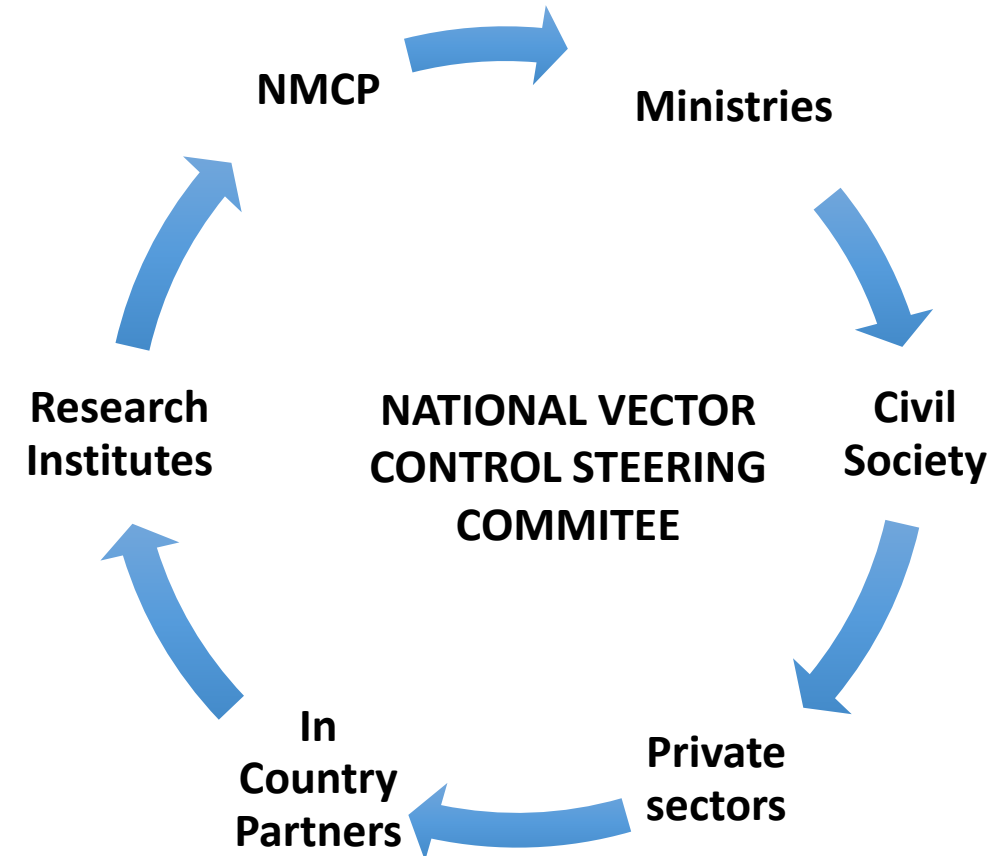 NMCP
Ministries
Civil
Society
Private
sectors
In
Country
Partners
Research
Institutes
NATIONAL VECTOR
CONTROL STEERING
COMMITEE